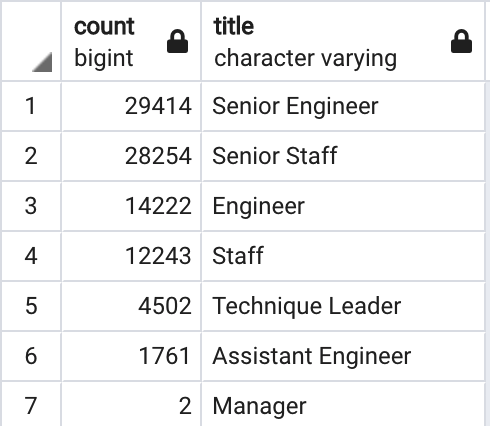 count title
bigint character varying
1 29414 Senior Engineer
2 28254 Senior Staff
3 14222 Engineer
4 12243 Staff
5 4502 Technique Leader
6 1761 Assistant Engineer
7 2 Manager